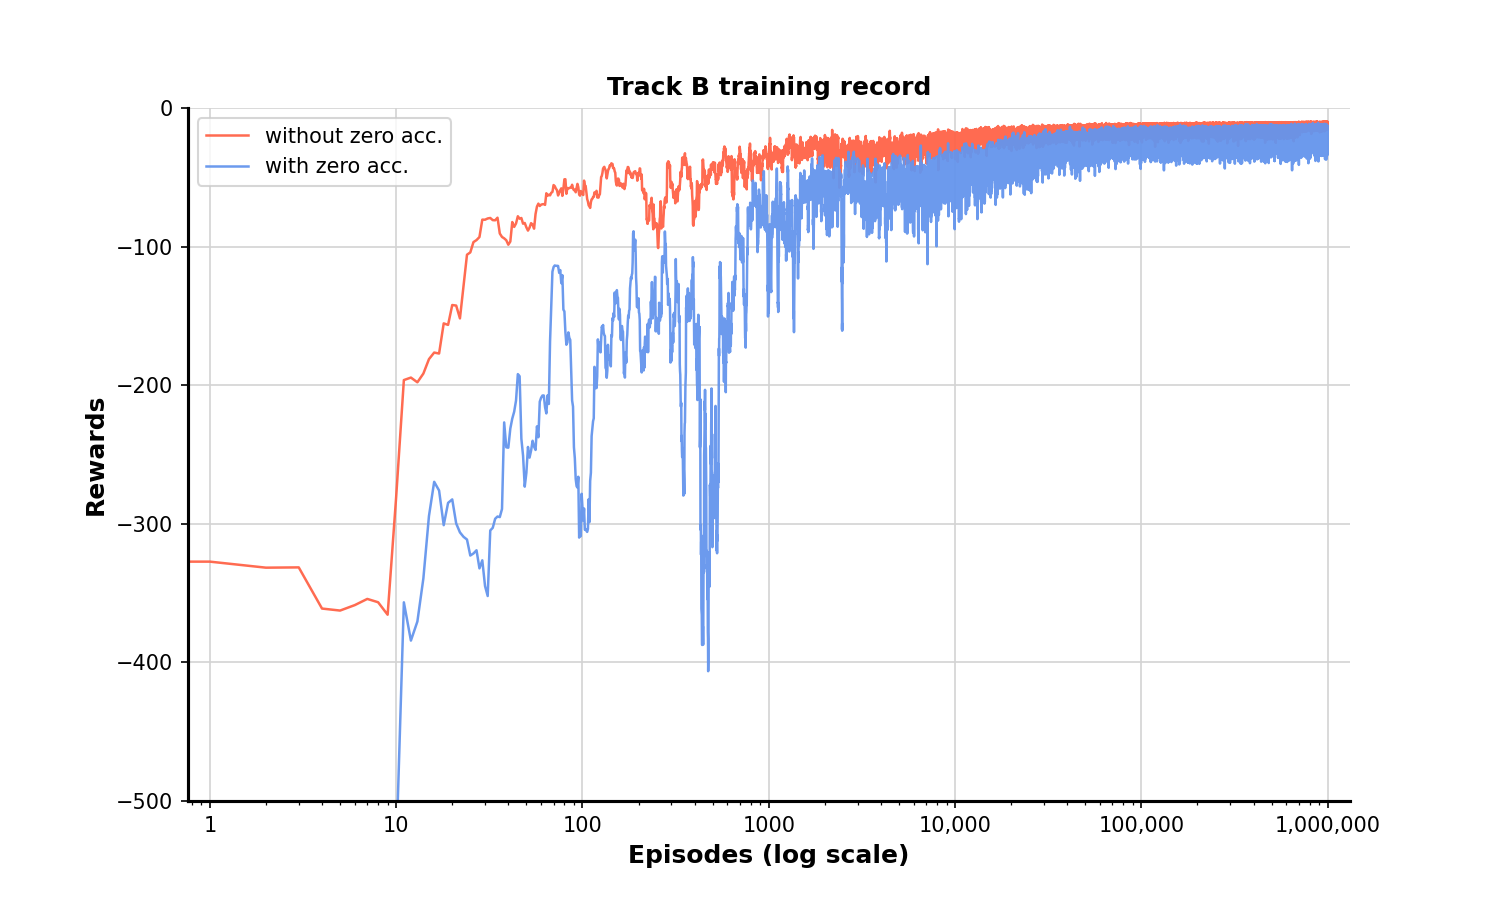 Track B training record
without zero acc.
with zero acc.
Rewards
0
−100
−200
−300
−400
−500
1 10 100 1000 10,000 100,000 1,000,000
Episodes (log scale)